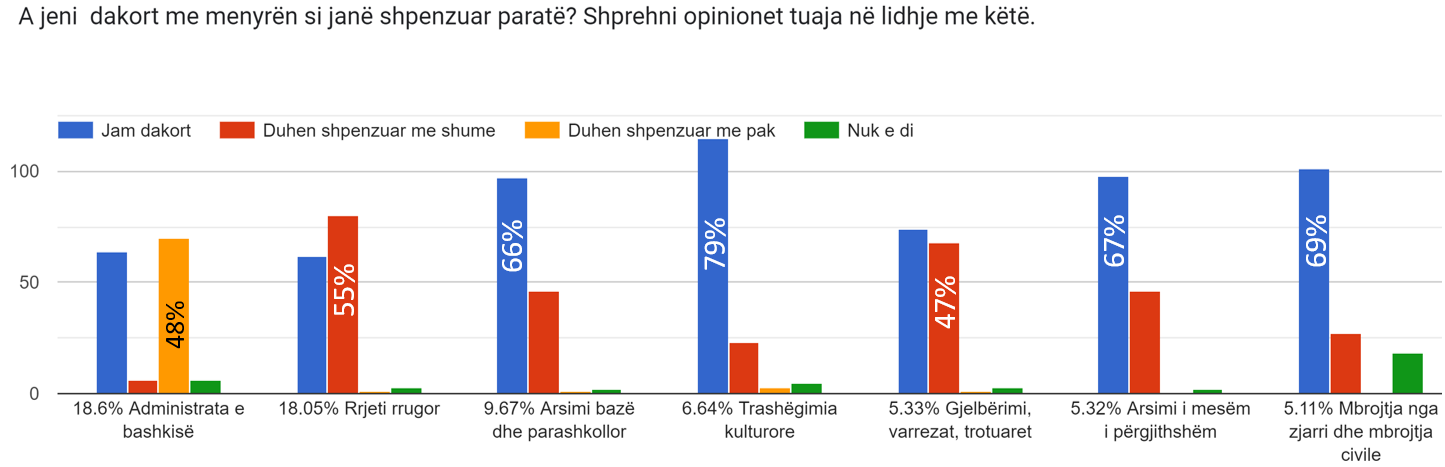 A jeni  dakort me menyrën si janë shpenzuar paratë? Shprehni opinionet tuaja në lidhje me këtë.
Jam dakort
Duhen shpenzuar me shume
Duhen shpenzuar me pak
Nuk e di
100
50
0
48%
55%
66%
79%
47%
67%
69%
18.6% Administrata e
bashkisë
18.05% Rrjeti rrugor
9.67% Arsimi bazë
dhe parashkollor
6.64% Trashëgimia
kulturore
5.33% Gjelbërimi,
varrezat, trotuaret
5.32% Arsimi i mesëm
i përgjithshëm
5.11% Mbrojtja nga
zjarri dhe mbrojtja
civile